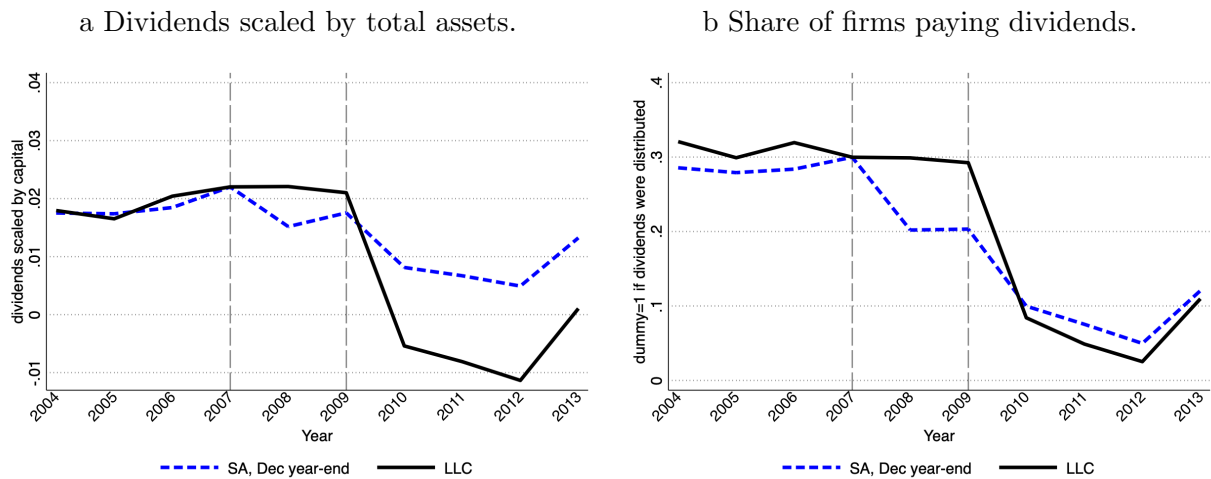 a Dividends scaled by total assets.
dividends scaled by capital
.04
.03
.02
.01
0
-.01
2004 2005 2006 2007 2008 2009 2010 2011 2012 2013
Year
SA, Dec year-end LLC
b Share of firms paying dividends.
dummy=1 if dividends were distributed
.4
.3
.2
.1
0
2004 2005 2006 2007 2008 2009 2010 2011 2012 2013
Year
SA, Dec year-end LLC